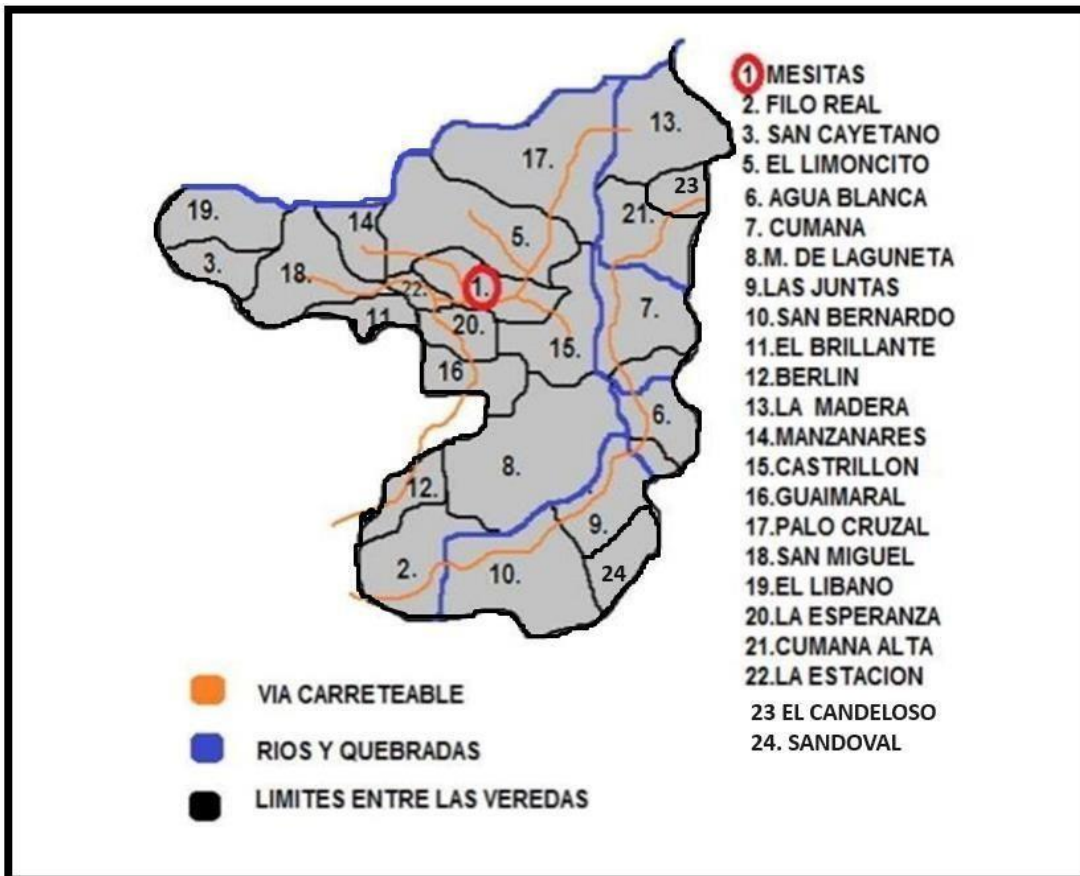 1 MESITAS
2. FILO REAL
3. SAN CAYETANO
5. EL LIMONCITO
6. AGUA BLANCA
7. CUMANA
8.M. DE LAGUNETA
9.LAS JUNTAS
10.SAN BERNARDO
11.EL BRILLANTE
12.BERLIN
13.LA MADERA
14.MANZANARES
15.CASTRILLON
16.GUAIMARAL
17.PALO CRUZAL
18.SAN MIGUEL
19.EL LIBANO
20.LA ESPERANZA
21.CUMANA ALTA
22.LA ESTACION
23 EL CANDELOSO
24. SANDOVAL
13.
17.
23
19.
14.
21.
5.
3.
18.
22.
1.
11.
20.
7.
15.
16
6.
8.
12.
9.
2.
10.
24
VIA CARRETEABLE
RIOS Y QUEBRADAS
LIMITES ENTRE LAS VEREDAS